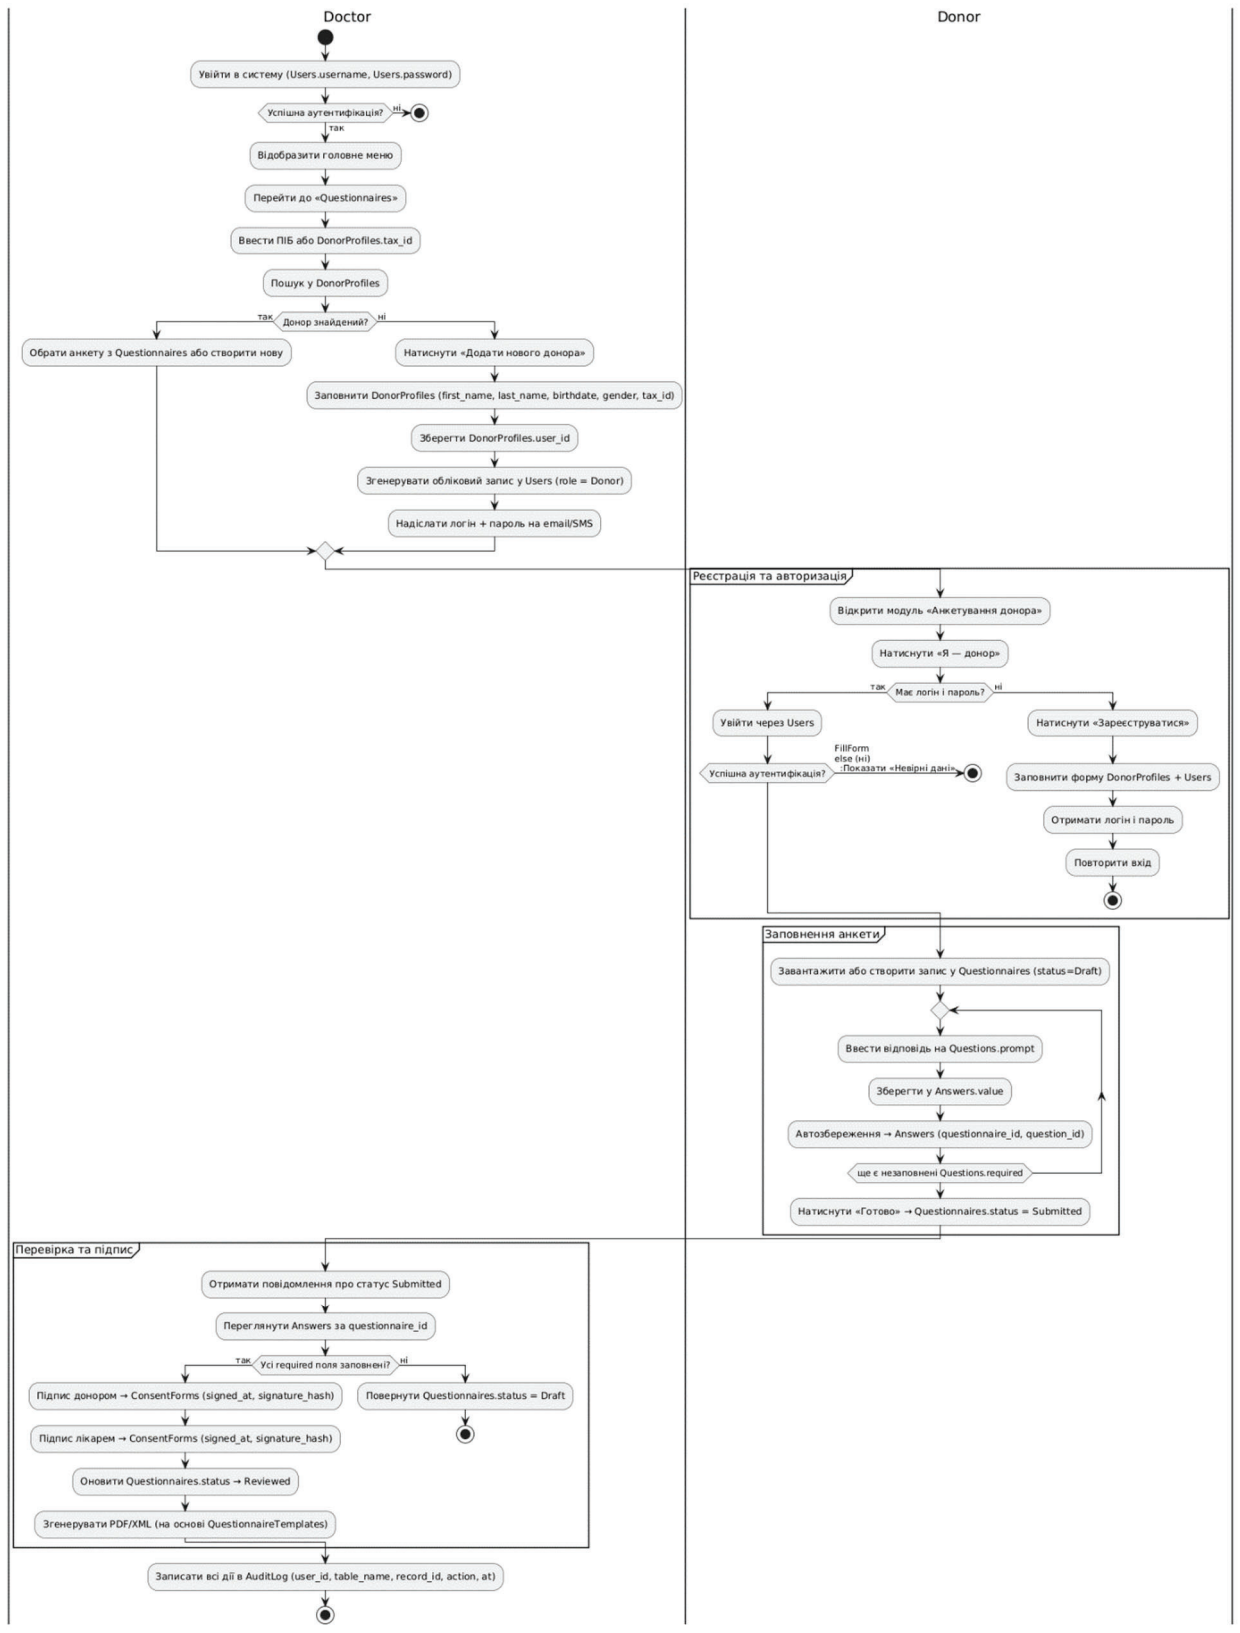 Doctor
Donor
Увійти в систему (Users.username, Users.password)
Успішна аутентифікація?
ні
так
Відобразити головне меню
Перейти до «Questionnaires»
Ввести ПІБ або DonorProfiles.tax_id
Пошук у DonorProfiles
так
Донор знайдений?
ні
Обрати анкету з Questionnaires або створити нову
Натиснути «Додати нового донора»
Заповнити DonorProfiles (first_name, last_name, birthdate, gender, tax_id)
Зберегти DonorProfiles.user_id
Згенерувати обліковий запис у Users (role = Donor)
Надіслати логін + пароль на email/SMS
Реєстрація та авторизація
Відкрити модуль «Анкетування донора»
Натиснути «Я — донор»
так
Має логін і пароль?
ні
Увійти через Users
Натиснути «Зареєструватися»
FillForm
else (ні)
:Показати «Невірні дані»
Успішна аутентифікація?
Заповнити форму DonorProfiles + Users
Отримати логін і пароль
Повторити вхід
Заповнення анкети
Завантажити або створити запис у Questionnaires (status=Draft)
Ввести відповідь на Questions.prompt
Зберегти у Answers.value
Автозбереження → Answers (questionnaire_id, question_id)
ще є незаповнені Questions.required
Натиснути «Готово» → Questionnaires.status = Submitted
Перевірка та підпис
Отримати повідомлення про статус Submitted
Переглянути Answers за questionnaire_id
так
Усі required поля заповнені?
ні
Підпис донором → ConsentForms (signed_at, signature_hash)
Повернути Questionnaires.status = Draft
Підпис лікарем → ConsentForms (signed_at, signature_hash)
Оновити Questionnaires.status → Reviewed
Згенерувати PDF/XML (на основі QuestionnaireTemplates)
Записати всі дії в AuditLog (user_id, table_name, record_id, action, at)